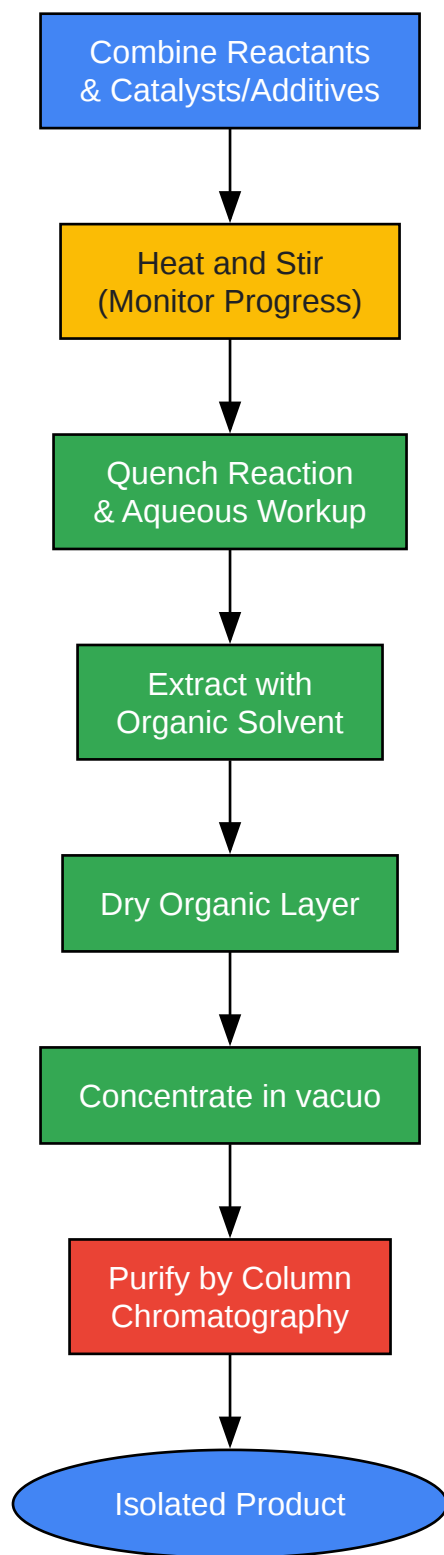 Combine Reactants
& Catalysts/Additives
Heat and Stir
(Monitor Progress)
Quench Reaction
& Aqueous Workup
Extract with
Organic Solvent
Dry Organic Layer
Concentrate in vacuo
Purify by Column
Chromatography
Isolated Product